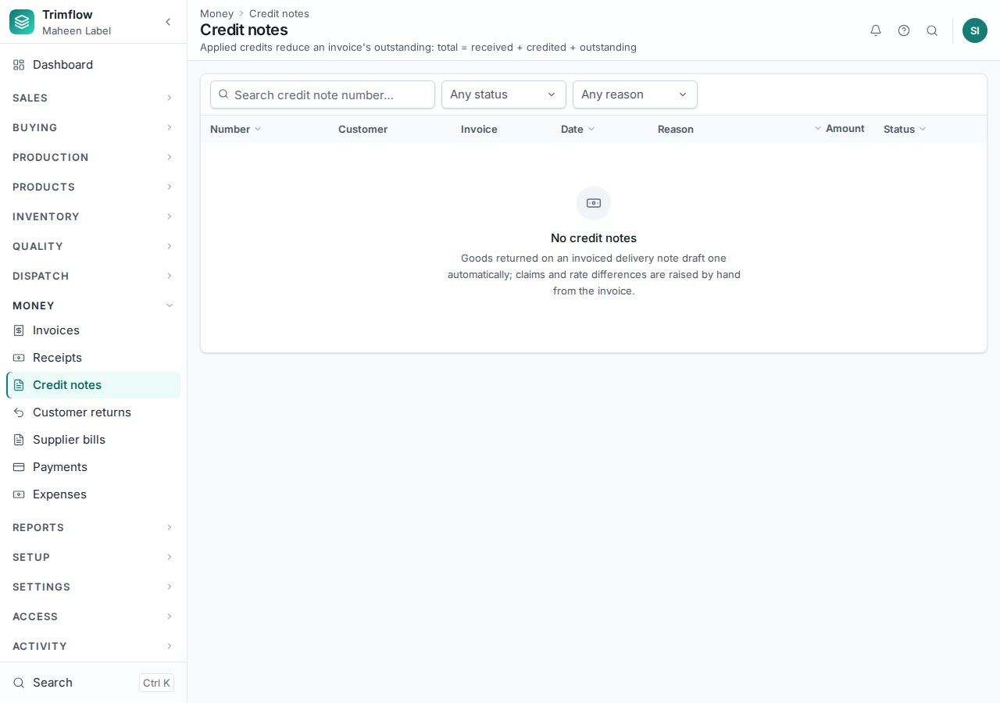 Trimflow
Maheen Label
Dashboard
SALES
BUYING
PRODUCTION
PRODUCTS
INVENTORY
QUALITY
DISPATCH
MONEY
Invoices
Receipts
Credit notes
Customer returns
Supplier bills
Payments
Expenses
REPORTS
SETUP
SETTINGS
ACCESS
ACTIVITY
Search Ctrl K
Money Credit notes
Credit notes
Applied credits reduce an invoice's outstanding: total = received + credited + outstanding
SI
Search credit note number... Any status Any reason
Number Customer Invoice Date Reason Amount Status
No credit notes
Goods returned on an invoiced delivery note draft one
automatically; claims and rate differences are raised by hand
from the invoice.